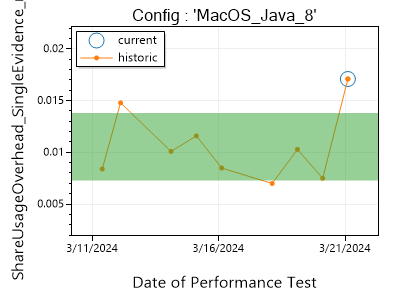 Config : 'MacOS_Java_8'
current
historic
0.02
0.015
0.01
0.005
3/11/2024
3/16/2024
3/21/2024
Date of Performance Test
ShareUsageOverhead_SingleEvidence_